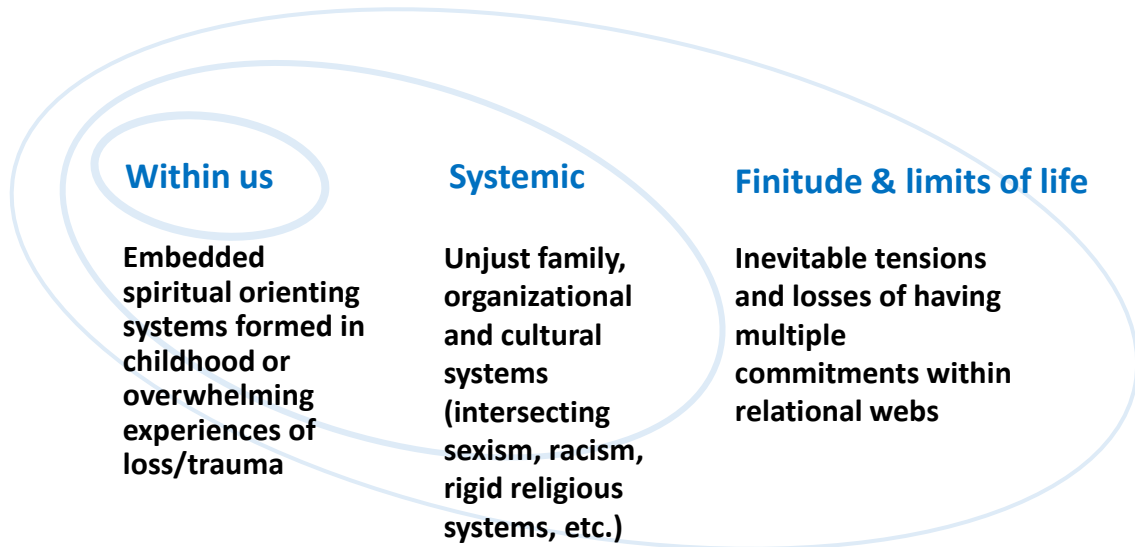 Within us
Embedded
spiritual orienting
systems formed in
childhood or
overwhelming
experiences of
loss/trauma
Systemic
Unjust family,
organizational
and cultural
systems
(intersecting
sexism, racism,
rigid religious
systems, etc.)
Finitude & limits of life
Inevitable tensions
and losses of having
multiple
commitments within
relational webs